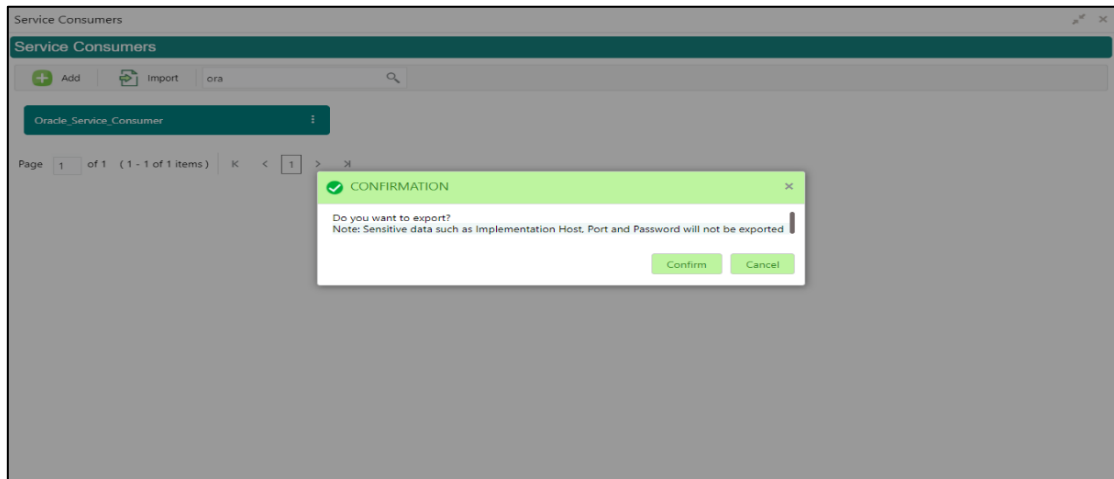 Service Consumers
Service Consumers
Add Import ora
Oracle_Service_Consumer
Page 1 of 1 (1 - 1 of 1 items) K < 1 > >|
CONFIRMATION
Do you want to export?
Note: Sensitive data such as Implementation Host, Port and Password will not be exported
Confirm Cancel